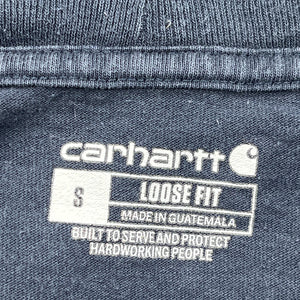 carhartt
S LOOSE FIT
MADE IN GUATEMALA
BUILT TO SERVE AND PROTECT
HARDWORKING PEOPLE